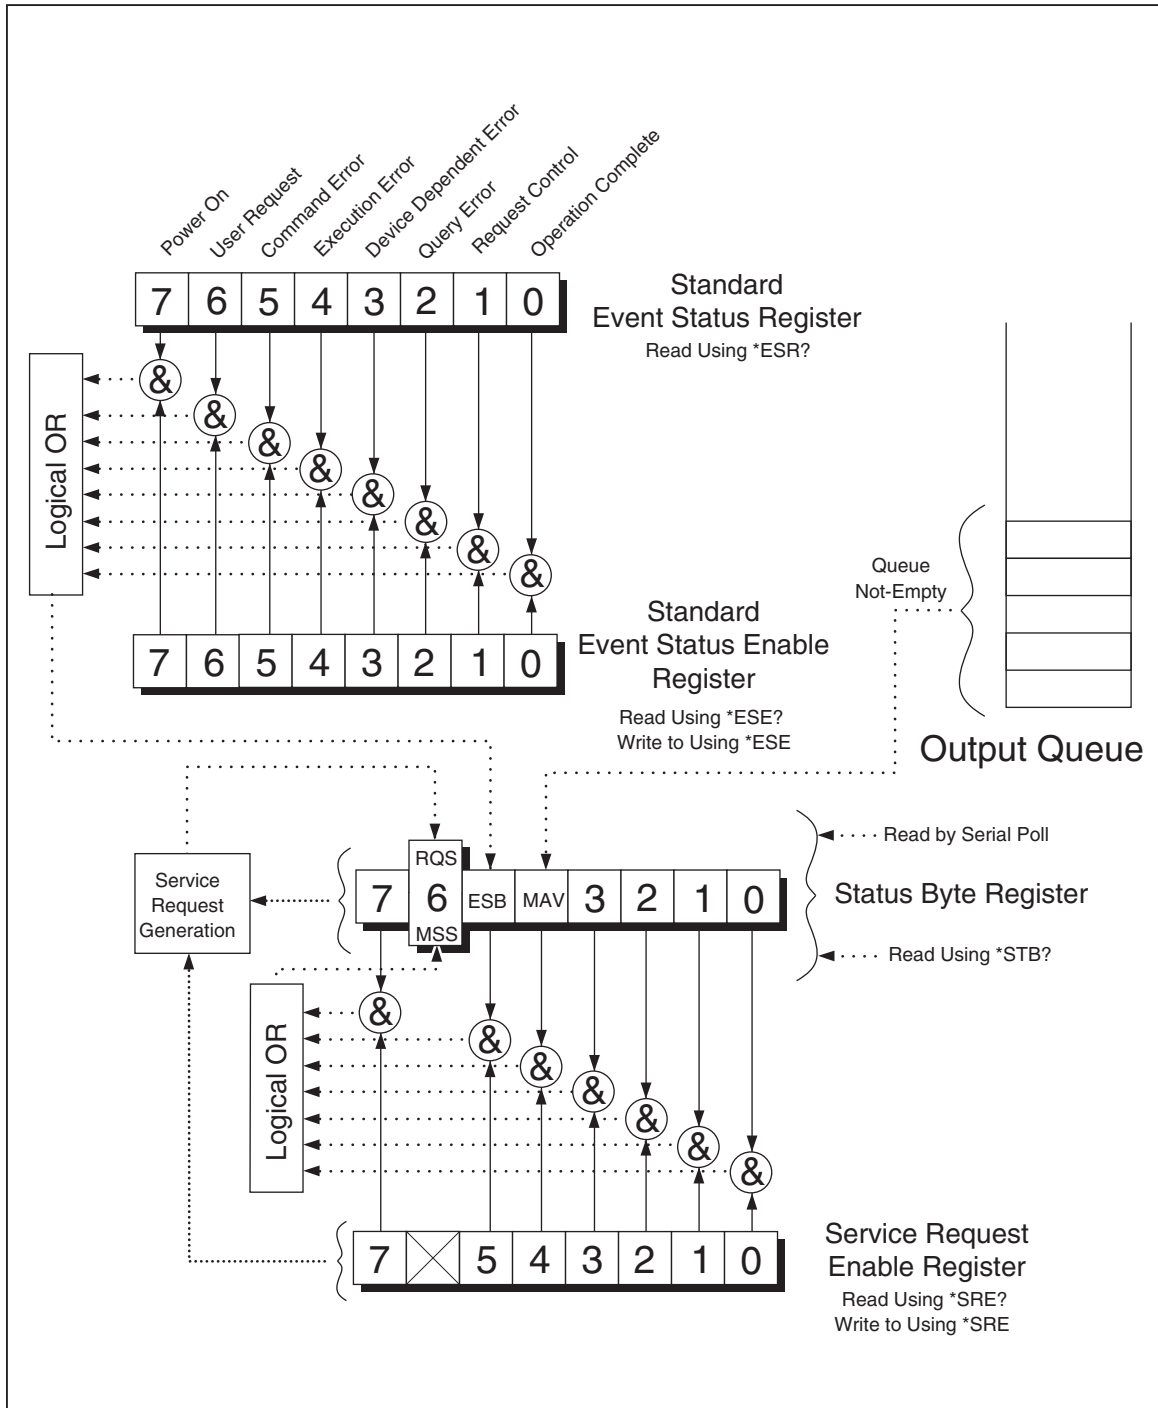 Power On
User Request
Command Error
Execution Error
Device Dependent Error
Query Error
Request Control
Operation Complete
7 6 5 4 3 2 1 0
Standard
Event Status Register
Read Using *ESR?
& & & & & & & &
Logical OR
Queue
Not-Empty
Standard
Event Status Enable
Register
7 6 5 4 3 2 1 0
Read Using *ESE?
Write to Using *ESE
Output Queue
Read by Serial Poll
Service
Request
Generation
RQS
7 6 ESB MAV 3 2 1 0
MSS
Status Byte Register
Read Using *STB?
& & & & & & &
Logical OR
7 5 4 3 2 1 0
Service Request
Enable Register
Read Using *SRE?
Write to Using *SRE